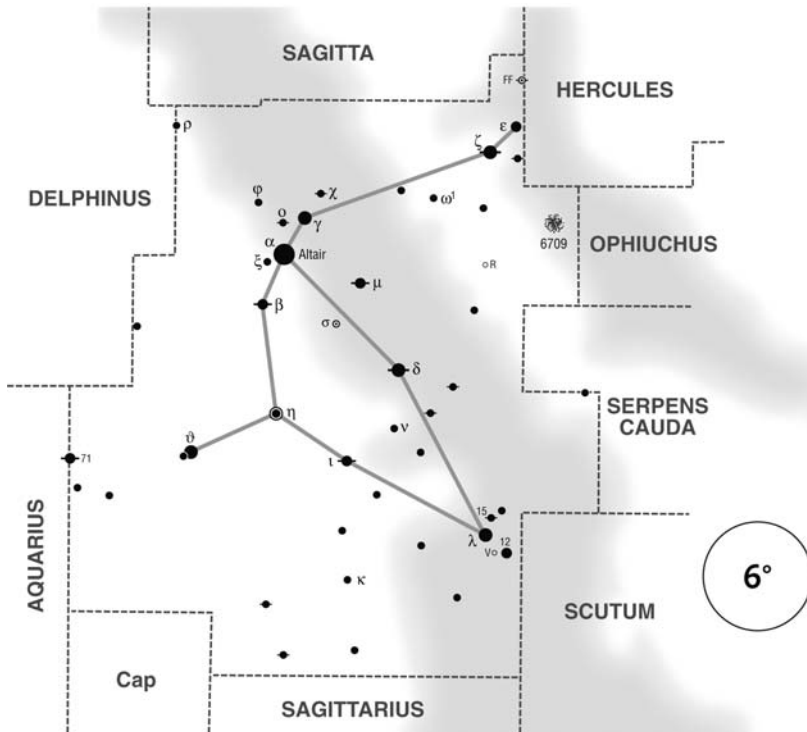 SAGITTA
FF
HERCULES
ρ
ε
ζ
DELPHINUS
φ
χ
ω¹
ο
γ
α
Altair
6709
OPHIUCHUS
ξ
R
μ
β
σ
δ
SERPENS
CAUDA
η
ν
ϑ
71
ι
AQUARIUS
15
λ
12
V
6°
κ
SCUTUM
Cap
SAGITTARIUS